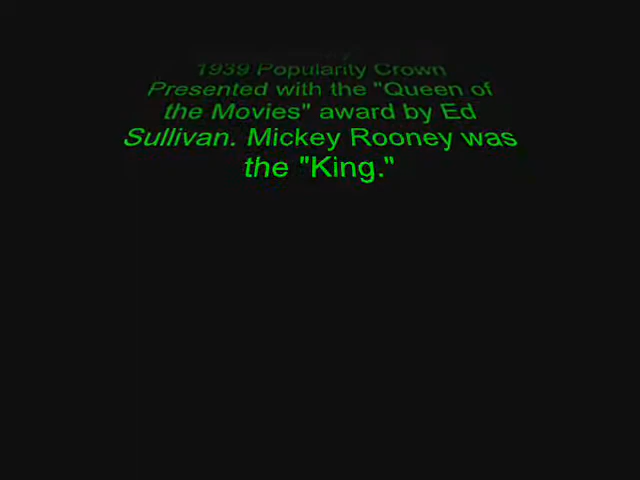 1939 Popularity Crown
Presented with the "Queen of
the Movies" award by Ed
Sullivan. Mickey Rooney was
the "King."